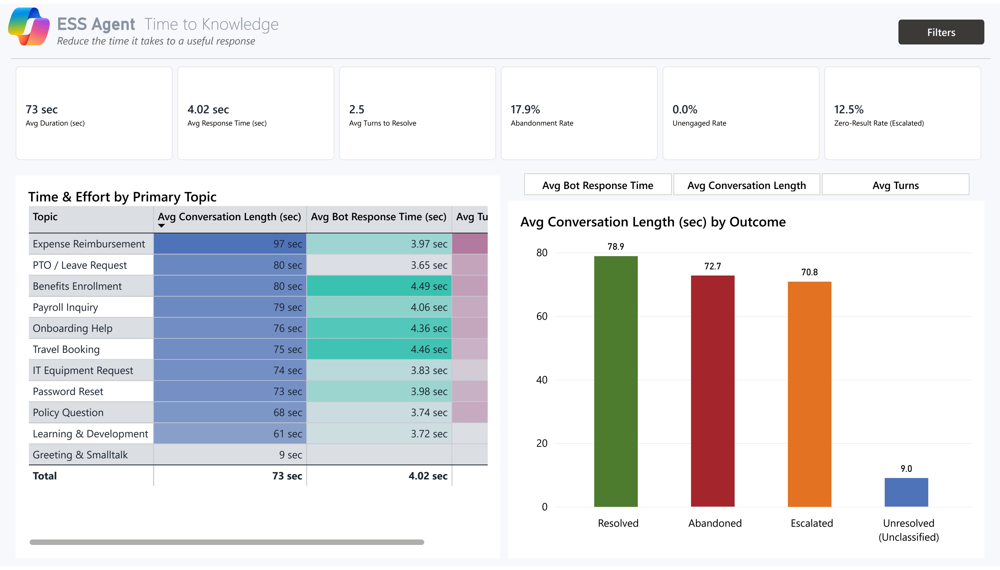 ESS Agent Time to Knowledge
Reduce the time it takes to a useful response
Filters
73 sec
Avg Duration (sec)
4.02 sec
Avg Response Time (sec)
2.5
Avg Turns to Resolve
17.9%
Abandonment Rate
0.0%
Unengaged Rate
12.5%
Zero-Result Rate (Escalated)
Time & Effort by Primary Topic
Topic Avg Conversation Length (sec) Avg Bot Response Time (sec) Avg Tu
Expense Reimbursement 97 sec 3.97 sec
PTO / Leave Request 80 sec 3.65 sec
Benefits Enrollment 80 sec 4.49 sec
Payroll Inquiry 79 sec 4.06 sec
Onboarding Help 76 sec 4.36 sec
Travel Booking 75 sec 4.46 sec
IT Equipment Request 74 sec 3.83 sec
Password Reset 73 sec 3.98 sec
Policy Question 68 sec 3.74 sec
Learning & Development 61 sec 3.72 sec
Greeting & Smalltalk 9 sec
Total 73 sec 4.02 sec
Avg Bot Response Time Avg Conversation Length Avg Turns
Avg Conversation Length (sec) by Outcome
80
60
40
20
0
78.9
72.7
70.8
9.0
Resolved
Abandoned
Escalated
Unresolved
(Unclassified)